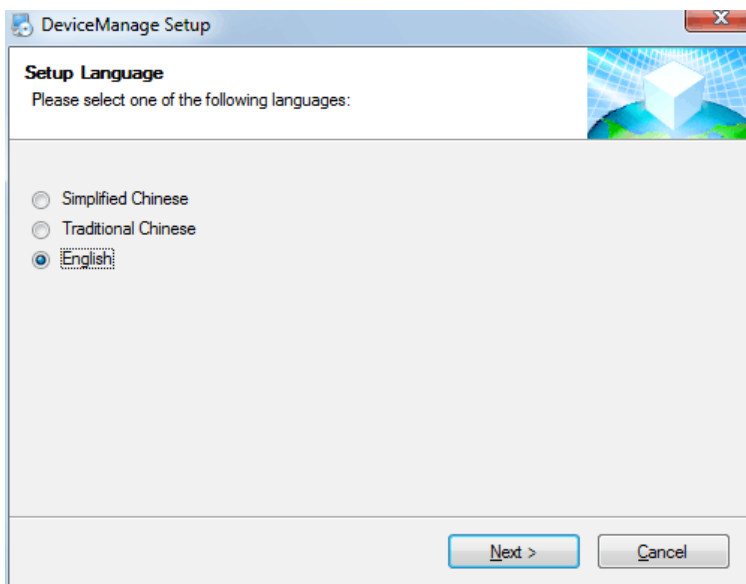 DeviceManage Setup
Setup Language
Please select one of the following languages:
Simplified Chinese
Traditional Chinese
English
Next >
Cancel